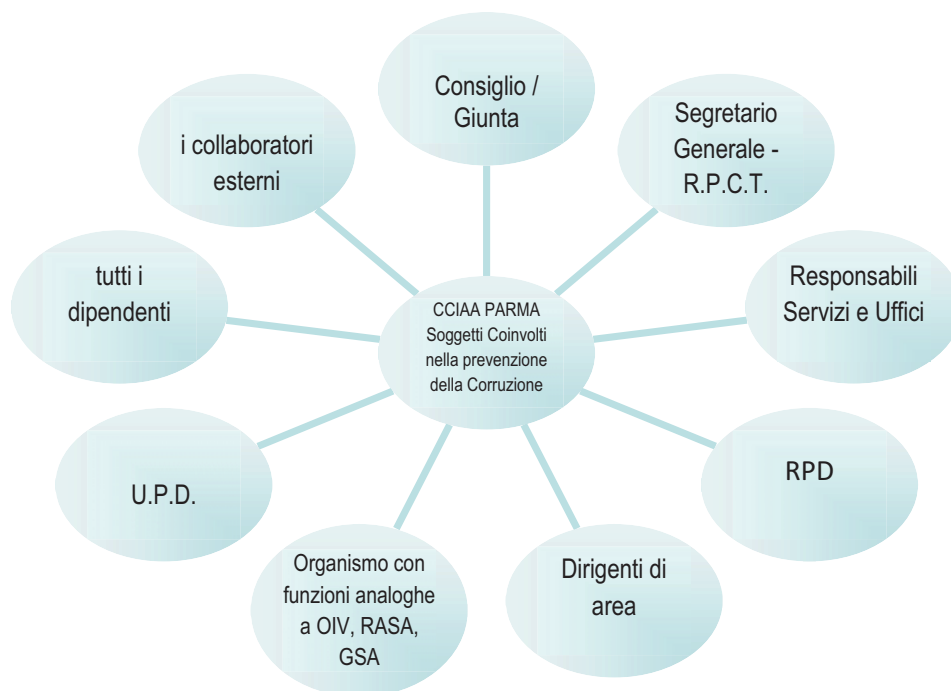 Consiglio /
Giunta
Segretario
Generale -
R.P.C.T.
i collaboratori
esterni
tutti i
dipendenti
CCIAA PARMA
Soggetti Coinvolti
nella prevenzione
della Corruzione
Responsabili
Servizi e Uffici
U.P.D.
RPD
Organismo con
funzioni analoghe
a OIV, RASA,
GSA
Dirigenti di
area